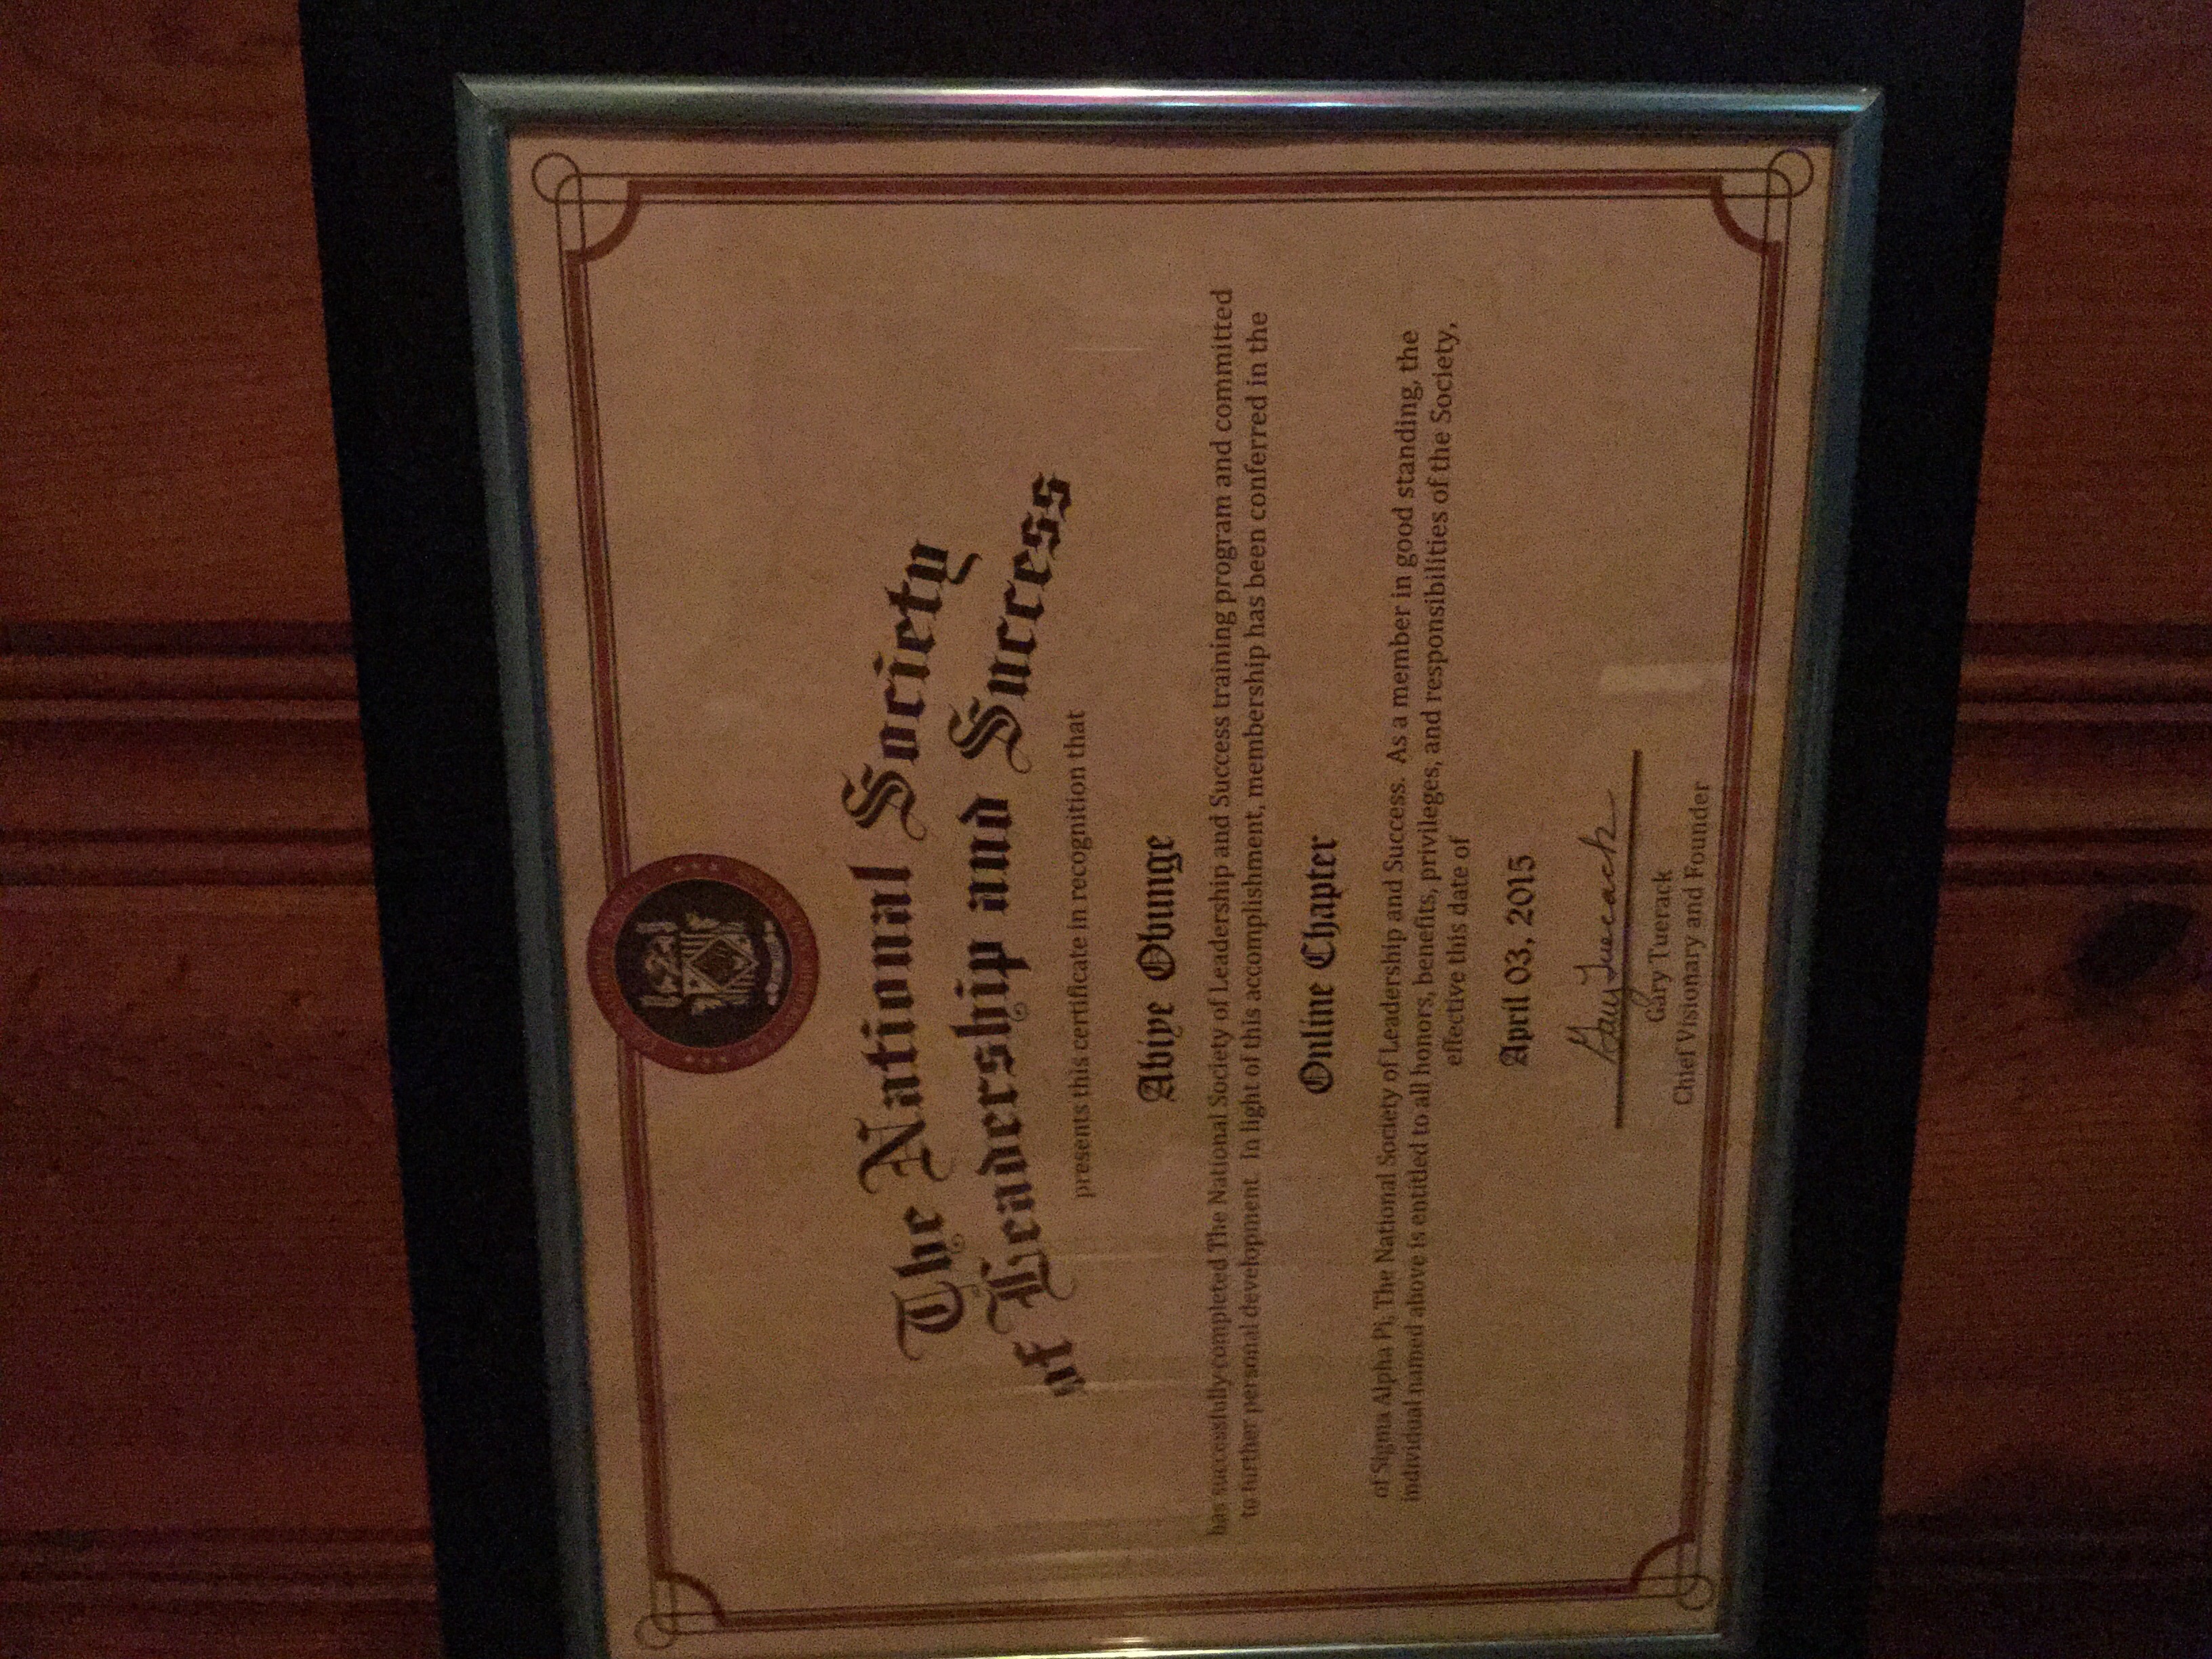 The National Society
of Leadership and Success
presents this certificate in recognition that
Abiye Obunge
has successfully completed The National Society of Leadership and Success training program and committed
to further personal development. In light of this accomplishment, membership has been conferred in the
Online Chapter
of Sigma Alpha Pi, The National Society of Leadership and Success. As a member in good standing, the
individual named above is entitled to all honors, benefits, privileges, and responsibilities of the Society,
effective this date of
April 03, 2015
Gary Tuerack
Gary Tuerack
Chief Visionary and Founder